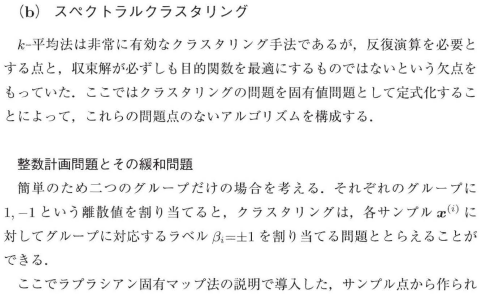 (b) スペクトラルクラスタリング
k–平均法は非常に有効なクラスタリング手法であるが，反復演算を必要と
する点と，収束解が必ずしも目的関数を最適にするものではないという欠点を
もっていた．ここではクラスタリングの問題を固有値問題として定式化するこ
とによって，これらの問題点のないアルゴリズムを構成する．
整数計画問題とその緩和問題
簡単のため二つのグループだけの場合を考える．それぞれのグループに
1, −1 という離散値を割り当てると，クラスタリングは，各サンプル x^(i) に
対してグループに対応するラベル β_i=±1 を割り当てる問題ととらえることが
できる．
ここでラプラシアン固有マップ法の説明で導入した，サンプル点から作られ